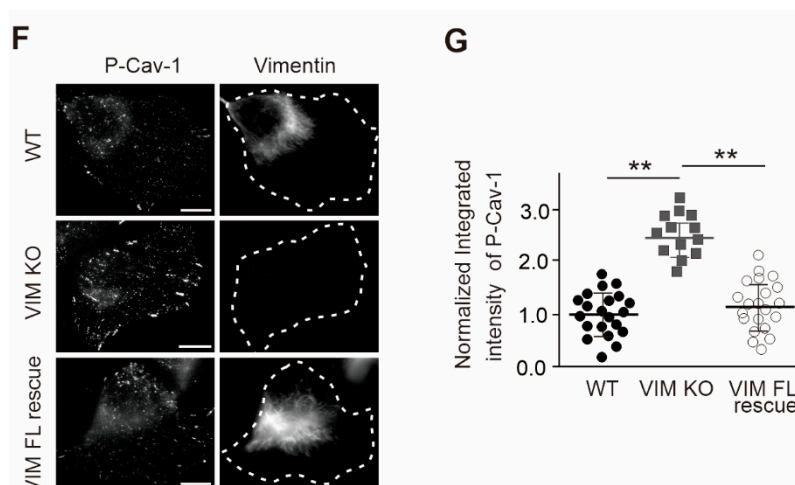 F
P-Cav-1 Vimentin
WT
VIM KO
VIM FL rescue
G
Normalized Integrated
intensity of P-Cav-1
** **
3.0
2.0
1.0
0.0
WT VIM KO VIM FL
rescue